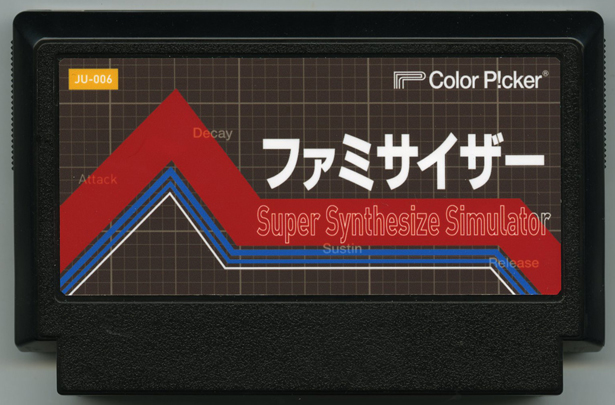 JU-006
Color P!cker®
Decay
ファミサイザー
Attack
Super Synthesize Simulator
Sustin
Release